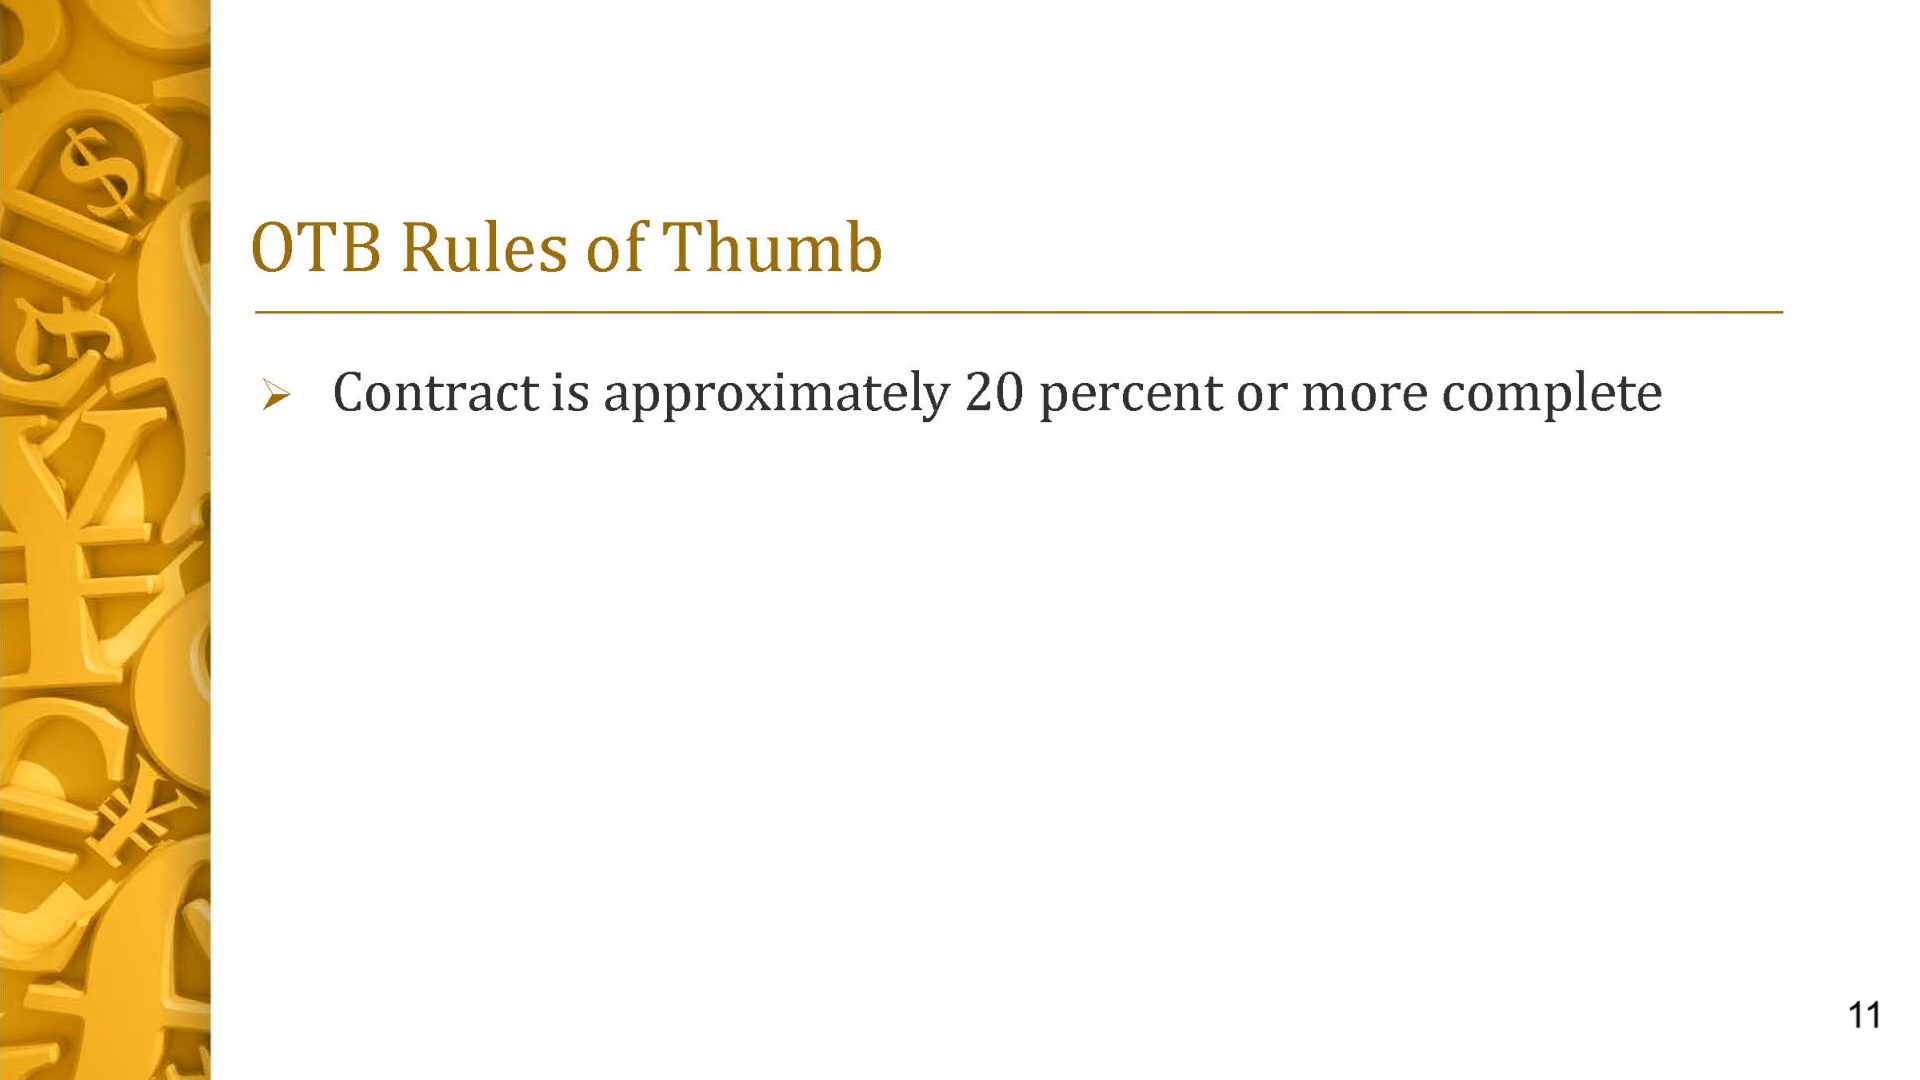 OTB Rules of Thumb
➢ Contract is approximately 20 percent or more complete
11